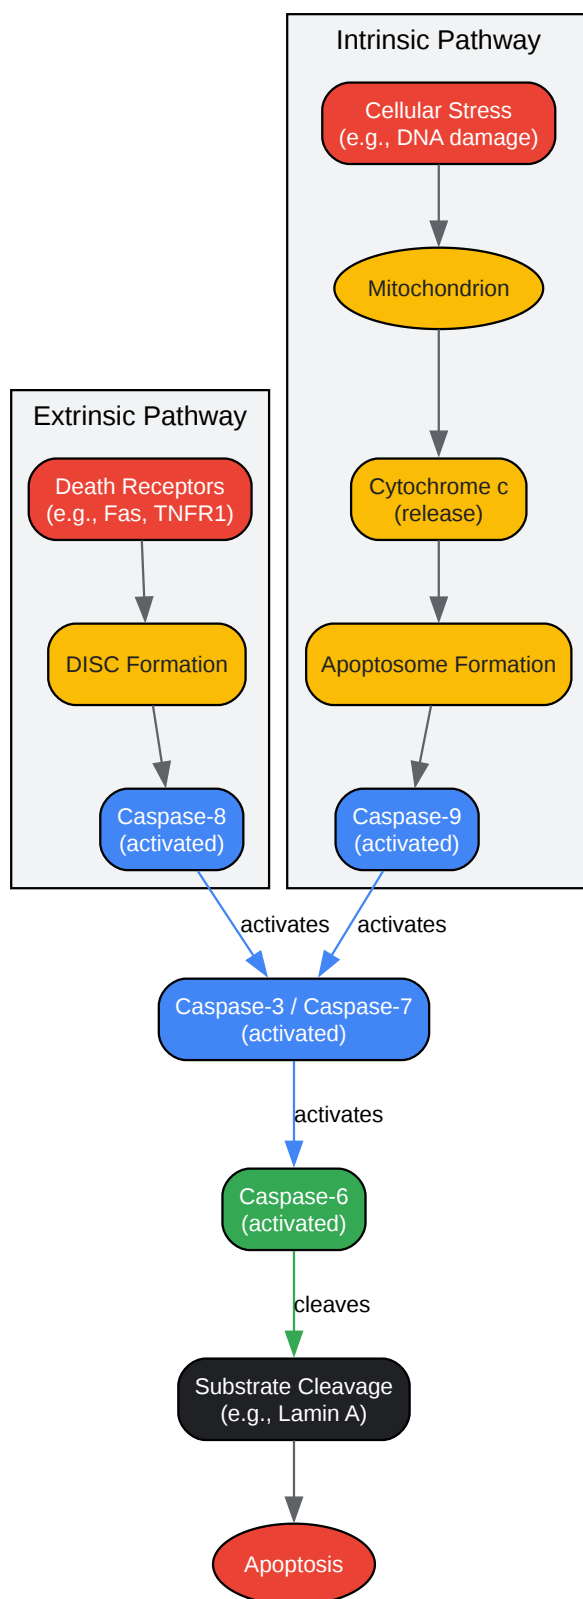 Intrinsic Pathway
Cellular Stress
(e.g., DNA damage)
Mitochondrion
Cytochrome c
(release)
Apoptosome Formation
Caspase-9
(activated)
Extrinsic Pathway
Death Receptors
(e.g., Fas, TNFR1)
DISC Formation
Caspase-8
(activated)
activates
activates
Caspase-3 / Caspase-7
(activated)
activates
Caspase-6
(activated)
cleaves
Substrate Cleavage
(e.g., Lamin A)
Apoptosis